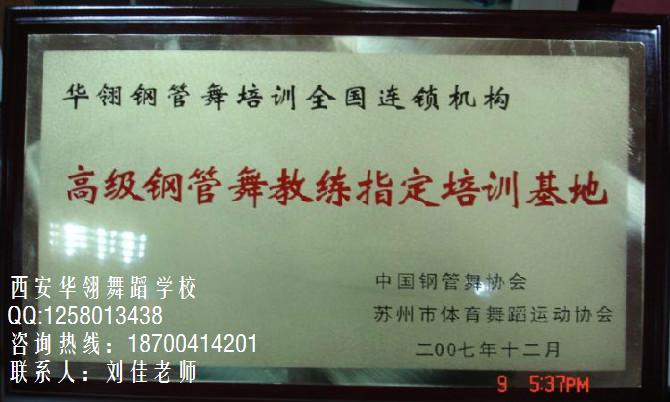 华翎钢管舞培训全国连锁机构
高级钢管舞教练指定培训基地
中国钢管舞协会
苏州市体育舞蹈运动协会
二00七年十二月
西安华翎舞蹈学校
QQ:1258013438
咨询热线：18700414201
联系人：刘佳老师
9 5:37PM